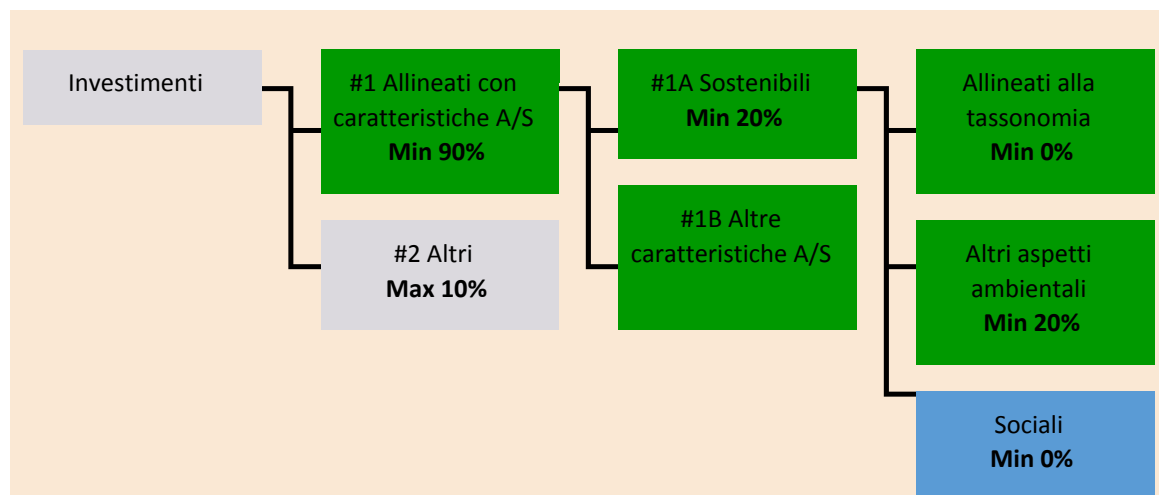 Investimenti
#1 Allineati con
caratteristiche A/S
Min 90%
#2 Altri
Max 10%
#1A Sostenibili
Min 20%
#1B Altre
caratteristiche A/S
Allineati alla
tassonomia
Min 0%
Altri aspetti
ambientali
Min 20%
Sociali
Min 0%